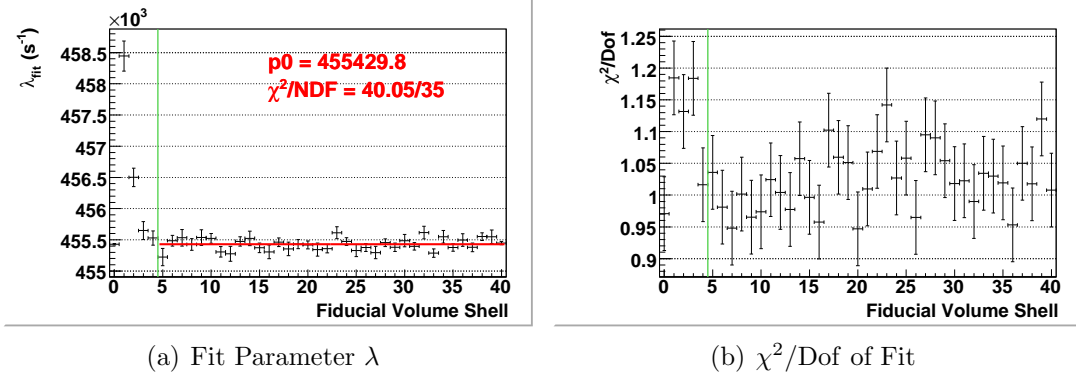 ×10³
λfit (s⁻¹)
458.5
458
457.5
457
456.5
456
455.5
455
p0 = 455429.8
χ²/NDF = 40.05/35
0 5 10 15 20 25 30 35 40
Fiducial Volume Shell
(a) Fit Parameter λ
χ²/Dof
1.25
1.2
1.15
1.1
1.05
1
0.95
0.9
0 5 10 15 20 25 30 35 40
Fiducial Volume Shell
(b) χ²/Dof of Fit